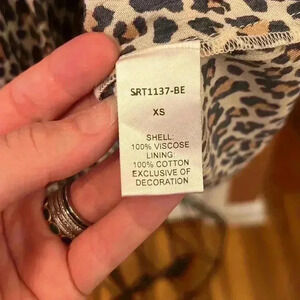 SRT1137-BE
XS
SHELL:
100% VISCOSE
LINING:
100% COTTON
EXCLUSIVE OF
DECORATION